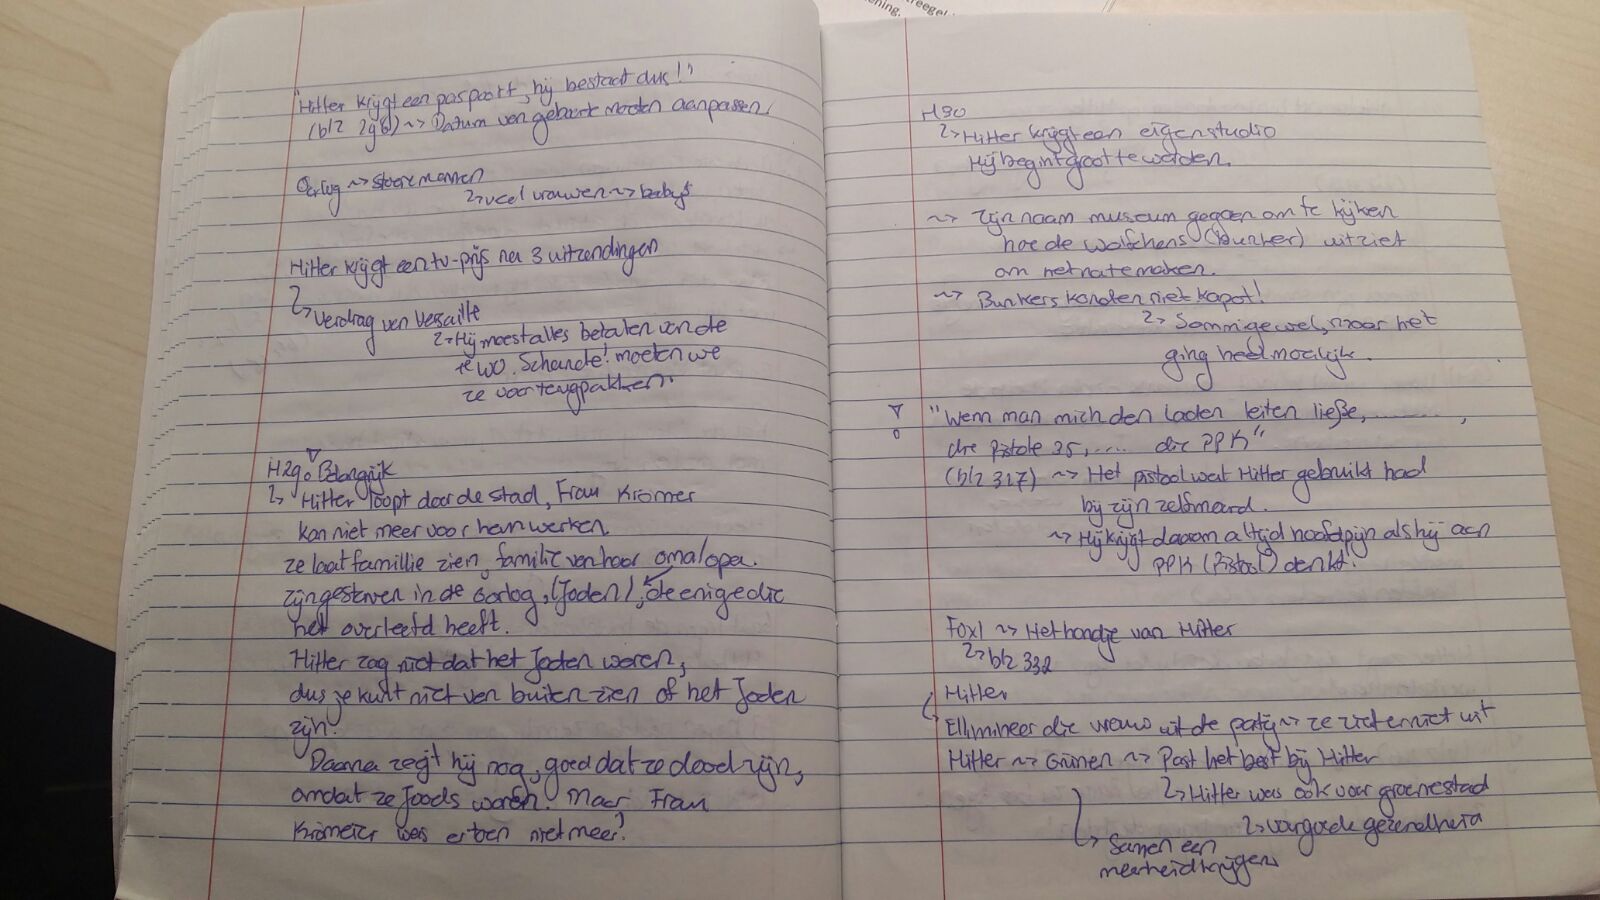 treegel
ening.
"Hitler krijgt een paspoort, hij bestaat dus!"
(blz 296) ~> Datum van geboorte moeten aanpassen.
Oorlog ~> stoere mannen
↳ veel vrouwen ~> baby's
Hitler krijgt een tv-prijs na 3 uitzendingen
↳ Verdrag van Versaille
↳ Hij moest alles betalen van de
1e WO. Schande! moeten we
ze voor terugpakken.
H29 ! Belangrijk
↳ Hitler loopt door de stad, Frau Krömer
kan niet meer voor hem werken.
ze laat famillie zien, familie van haar oma/opa.
zijn gestorven in de oorlog, (Joden), de enige die
het overleefd heeft.
Hitler zag niet dat het Joden waren,
dus je kunt niet van buiten zien of het Joden
zijn.
Daarna zegt hij nog, goed dat ze dood zijn,
omdat ze Joods waren. Maar Frau
Krömeier was er toen niet meer?
H30
↳ Hitler krijgt een eigen studio
Hij begint groot te worden.
~> Zijn naam museum gegaan om te kijken
hoe de wolfchens (bunker) uitziet
om het na te maken.
~> Bunkers konden niet kapot!
↳ Sommige wel, maar het
ging heel moeilijk.
! "Wenn man mich den Laden leiten ließe, ..........,
die Pistole 35, ..... die PPK"
(blz 327) ~> Het pistool wat Hitler gebruikt had
bij zijn zelfmoord.
~> Hij krijgt daarom altijd hoofdpijn als hij aan
PPK (Pistool) denkt.
Foxl ~> Het hondje van Hitler
↳ blz 332
Hitler
↳ Ellimineer die vrouw uit de partij ~> ze ziet er niet uit
Hitler ~> Grünen ~> Past het best bij Hitler
↳ Hitler was ook voor groene stad
↳ voor goede gezondheid
↳ Samen een
meerheid krijgen